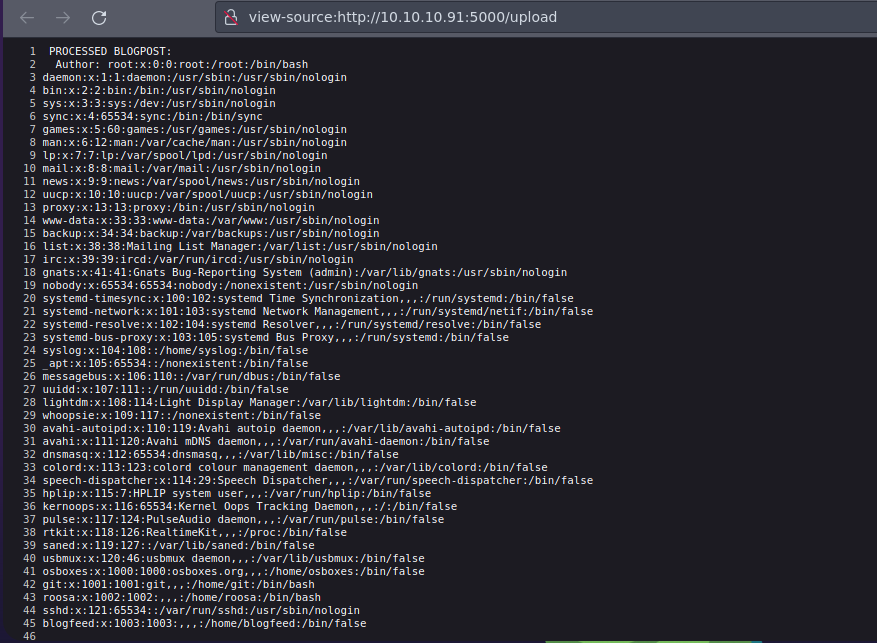 view-source:http://10.10.10.91:5000/upload
1 PROCESSED BLOGPOST:
2 Author: root:x:0:0:root:/root:/bin/bash
3 daemon:x:1:1:daemon:/usr/sbin:/usr/sbin/nologin
4 bin:x:2:2:bin:/bin:/usr/sbin/nologin
5 sys:x:3:3:sys:/dev:/usr/sbin/nologin
6 sync:x:4:65534:sync:/bin:/bin/sync
7 games:x:5:60:games:/usr/games:/usr/sbin/nologin
8 man:x:6:12:man:/var/cache/man:/usr/sbin/nologin
9 lp:x:7:7:lp:/var/spool/lpd:/usr/sbin/nologin
10 mail:x:8:8:mail:/var/mail:/usr/sbin/nologin
11 news:x:9:9:news:/var/spool/news:/usr/sbin/nologin
12 uucp:x:10:10:uucp:/var/spool/uucp:/usr/sbin/nologin
13 proxy:x:13:13:proxy:/bin:/usr/sbin/nologin
14 www-data:x:33:33:www-data:/var/www:/usr/sbin/nologin
15 backup:x:34:34:backup:/var/backups:/usr/sbin/nologin
16 list:x:38:38:Mailing List Manager:/var/list:/usr/sbin/nologin
17 irc:x:39:39:ircd:/var/run/ircd:/usr/sbin/nologin
18 gnats:x:41:41:Gnats Bug-Reporting System (admin):/var/lib/gnats:/usr/sbin/nologin
19 nobody:x:65534:65534:nobody:/nonexistent:/usr/sbin/nologin
20 systemd-timesync:x:100:102:systemd Time Synchronization,,,:/run/systemd:/bin/false
21 systemd-network:x:101:103:systemd Network Management,,,:/run/systemd/netif:/bin/false
22 systemd-resolve:x:102:104:systemd Resolver,,,:/run/systemd/resolve:/bin/false
23 systemd-bus-proxy:x:103:105:systemd Bus Proxy,,,:/run/systemd:/bin/false
24 syslog:x:104:108::/home/syslog:/bin/false
25 _apt:x:105:65534::/nonexistent:/bin/false
26 messagebus:x:106:110::/var/run/dbus:/bin/false
27 uuidd:x:107:111::/run/uuidd:/bin/false
28 lightdm:x:108:114:Light Display Manager:/var/lib/lightdm:/bin/false
29 whoopsie:x:109:117::/nonexistent:/bin/false
30 avahi-autoipd:x:110:119:Avahi autoip daemon,,,:/var/lib/avahi-autoipd:/bin/false
31 avahi:x:111:120:Avahi mDNS daemon,,,:/var/run/avahi-daemon:/bin/false
32 dnsmasq:x:112:65534:dnsmasq,,,:/var/lib/misc:/bin/false
33 colord:x:113:123:colord colour management daemon,,,:/var/lib/colord:/bin/false
34 speech-dispatcher:x:114:29:Speech Dispatcher,,,:/var/run/speech-dispatcher:/bin/false
35 hplip:x:115:7:HPLIP system user,,,:/var/run/hplip:/bin/false
36 kernoops:x:116:65534:Kernel Oops Tracking Daemon,,,:/:/bin/false
37 pulse:x:117:124:PulseAudio daemon,,,:/var/run/pulse:/bin/false
38 rtkit:x:118:126:RealtimeKit,,,:/proc:/bin/false
39 saned:x:119:127::/var/lib/saned:/bin/false
40 usbmux:x:120:46:usbmux daemon,,,:/var/lib/usbmux:/bin/false
41 osboxes:x:1000:1000:osboxes.org,,,:/home/osboxes:/bin/false
42 git:x:1001:1001:git,,,:/home/git:/bin/bash
43 roosa:x:1002:1002:,,,:/home/roosa:/bin/bash
44 sshd:x:121:65534::/var/run/sshd:/usr/sbin/nologin
45 blogfeed:x:1003:1003:,,,:/home/blogfeed:/bin/false
46